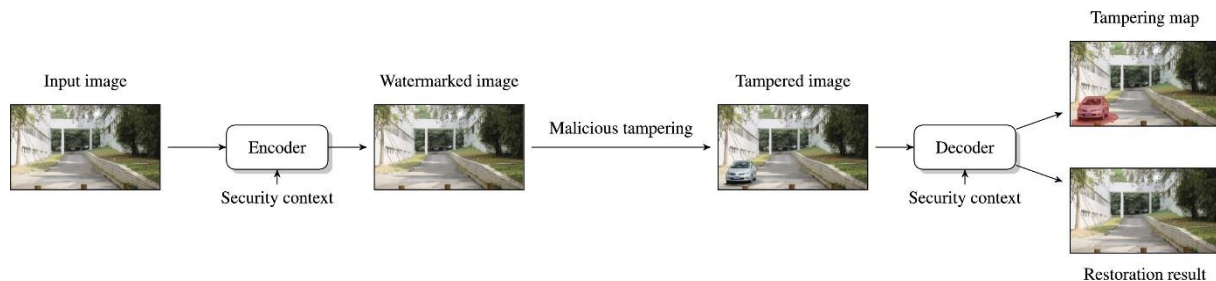 Input image
Encoder
Security context
Watermarked image
Malicious tampering
Tampered image
Decoder
Security context
Tampering map
Restoration result